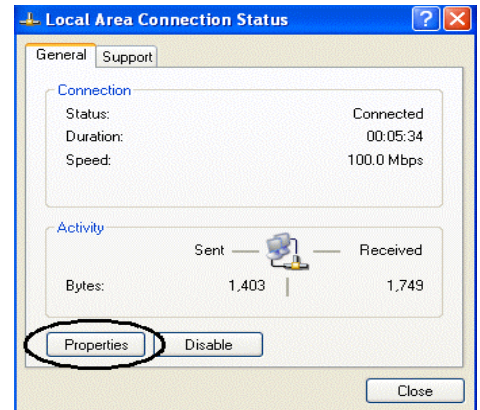 Local Area Connection Status
General Support
Connection
Status: Connected
Duration: 00:05:34
Speed: 100.0 Mbps
Activity
Sent Received
Bytes: 1,403 1,749
Properties Disable
Close